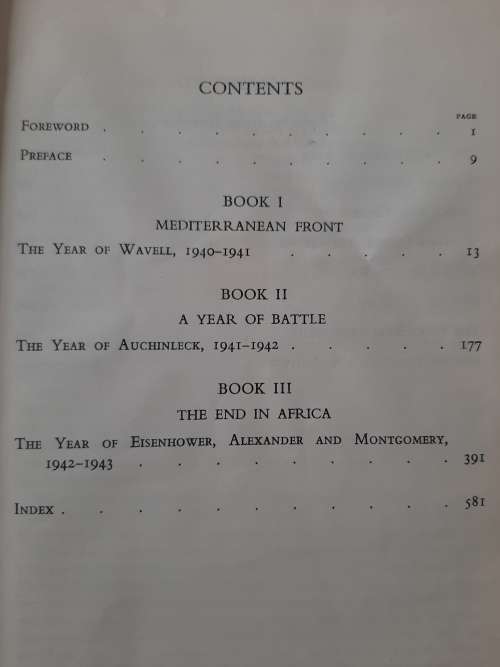 CONTENTS
PAGE
FOREWORD . . . . . . . . . . 1
PREFACE . . . . . . . . . . 9
BOOK I
MEDITERRANEAN FRONT
THE YEAR OF WAVELL, 1940–1941 . . . . . 13
BOOK II
A YEAR OF BATTLE
THE YEAR OF AUCHINLECK, 1941–1942 . . . . . 177
BOOK III
THE END IN AFRICA
THE YEAR OF EISENHOWER, ALEXANDER AND MONTGOMERY,
1942–1943 . . . . . . . . . 391
INDEX . . . . . . . . . . . 581